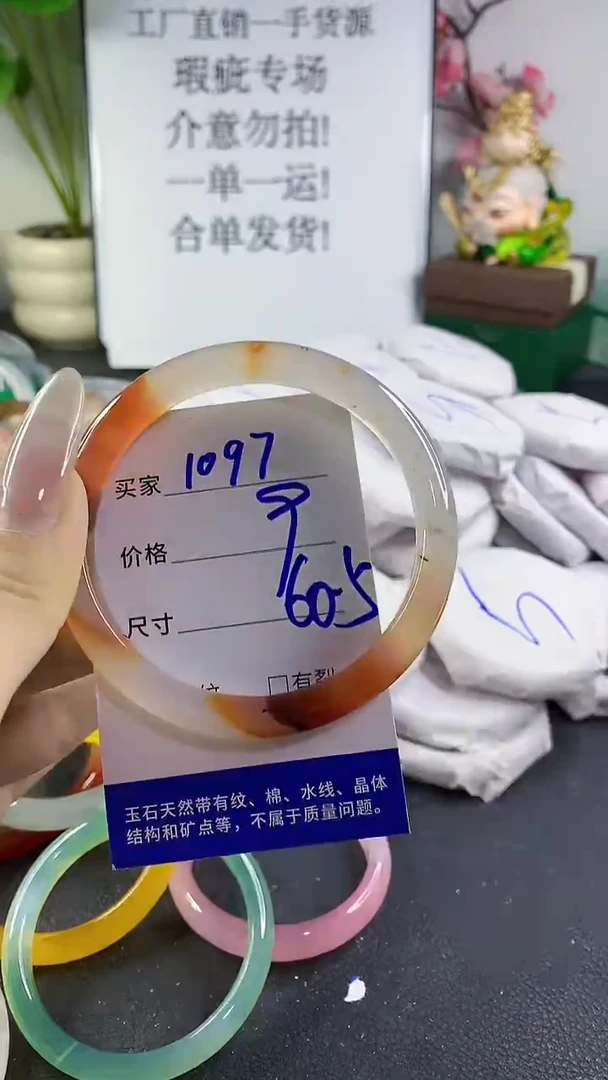 工厂直销一手货源
瑕疵专场
介意勿拍!
一单一运!
合单发货!
买家 1097
价格
尺寸 605
纹 □有裂
玉石天然带有纹、棉、水线、晶体
结构和矿点等，不属于质量问题。